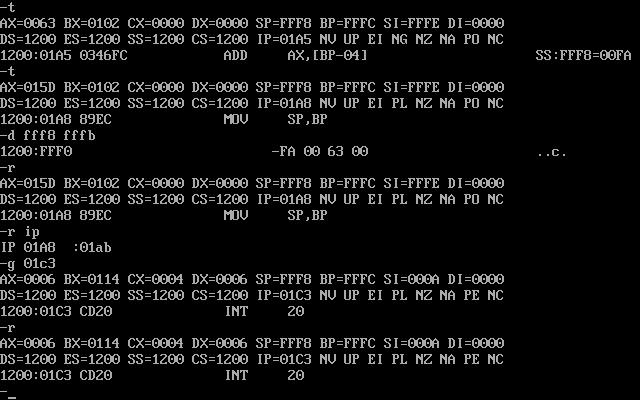 -t
AX=0063 BX=0102 CX=0000 DX=0000 SP=FFF8 BP=FFFC SI=FFFE DI=0000
DS=1200 ES=1200 SS=1200 CS=1200 IP=01A5 NV UP EI NG NZ NA PO NC
1200:01A5 0346FC            ADD     AX,[BP-04]                     SS:FFF8=00FA
-t
AX=015D BX=0102 CX=0000 DX=0000 SP=FFF8 BP=FFFC SI=FFFE DI=0000
DS=1200 ES=1200 SS=1200 CS=1200 IP=01A8 NV UP EI PL NZ NA PO NC
1200:01A8 89EC              MOV     SP,BP
-d fff8 fffb
1200:FFF0                         -FA 00 63 00                     ..c.
-r
AX=015D BX=0102 CX=0000 DX=0000 SP=FFF8 BP=FFFC SI=FFFE DI=0000
DS=1200 ES=1200 SS=1200 CS=1200 IP=01A8 NV UP EI PL NZ NA PO NC
1200:01A8 89EC              MOV     SP,BP
-r ip
IP 01A8  :01ab
-g 01c3
AX=0006 BX=0114 CX=0004 DX=0006 SP=FFF8 BP=FFFC SI=000A DI=0000
DS=1200 ES=1200 SS=1200 CS=1200 IP=01C3 NV UP EI PL NZ NA PE NC
1200:01C3 CD20              INT     20
-r
AX=0006 BX=0114 CX=0004 DX=0006 SP=FFF8 BP=FFFC SI=000A DI=0000
DS=1200 ES=1200 SS=1200 CS=1200 IP=01C3 NV UP EI PL NZ NA PE NC
1200:01C3 CD20              INT     20
-_